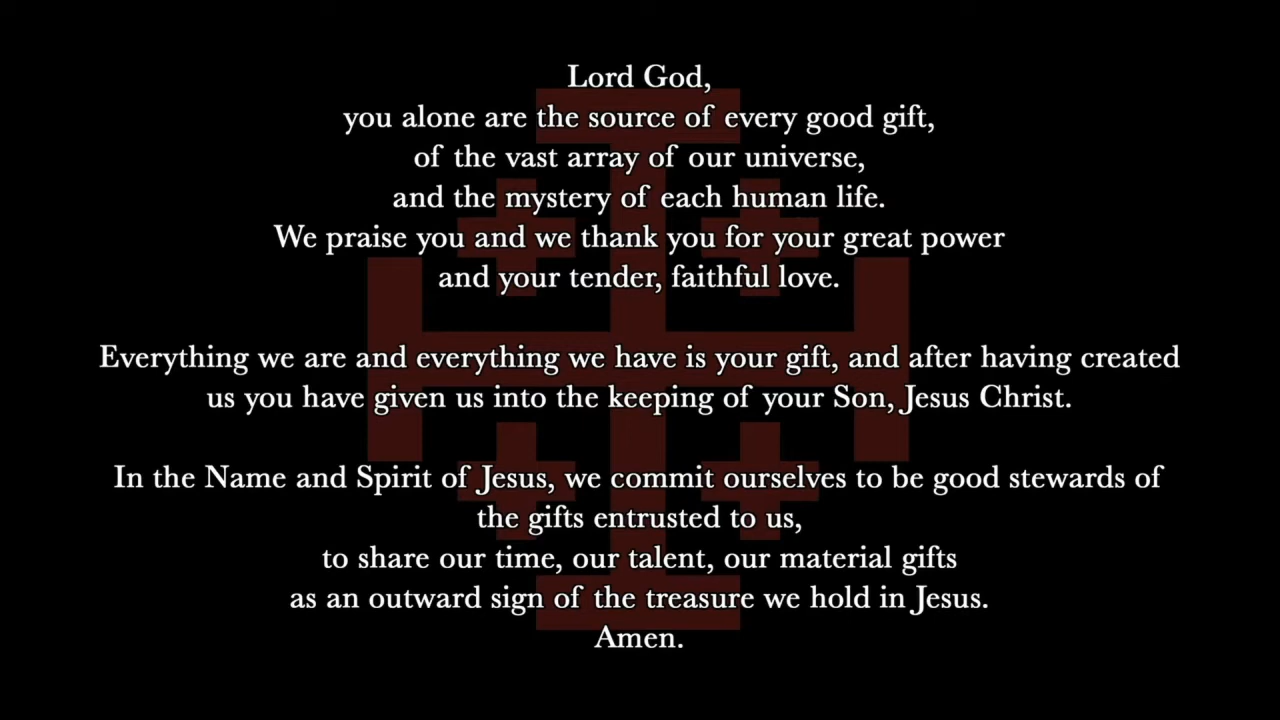 Lord God,
you alone are the source of every good gift,
of the vast array of our universe,
and the mystery of each human life.
We praise you and we thank you for your great power
and your tender, faithful love.
Everything we are and everything we have is your gift, and after having created
us you have given us into the keeping of your Son, Jesus Christ.
In the Name and Spirit of Jesus, we commit ourselves to be good stewards of
the gifts entrusted to us,
to share our time, our talent, our material gifts
as an outward sign of the treasure we hold in Jesus.
Amen.